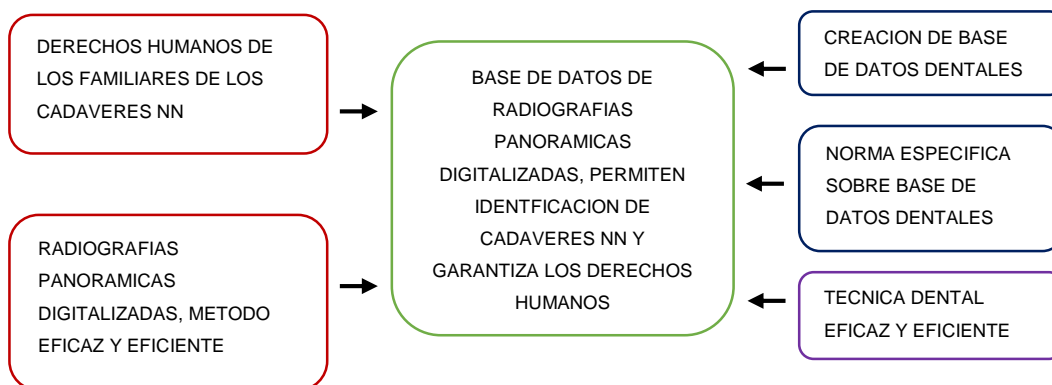 DERECHOS HUMANOS DE
LOS FAMILIARES DE LOS
CADAVERES NN
RADIOGRAFIAS
PANORAMICAS
DIGITALIZADAS, METODO
EFICAZ Y EFICIENTE
BASE DE DATOS DE
RADIOGRAFIAS
PANORAMICAS
DIGITALIZADAS, PERMITEN
IDENTFICACION DE
CADAVERES NN Y
GARANTIZA LOS DERECHOS
HUMANOS
CREACION DE BASE
DE DATOS DENTALES
NORMA ESPECIFICA
SOBRE BASE DE
DATOS DENTALES
TECNICA DENTAL
EFICAZ Y EFICIENTE